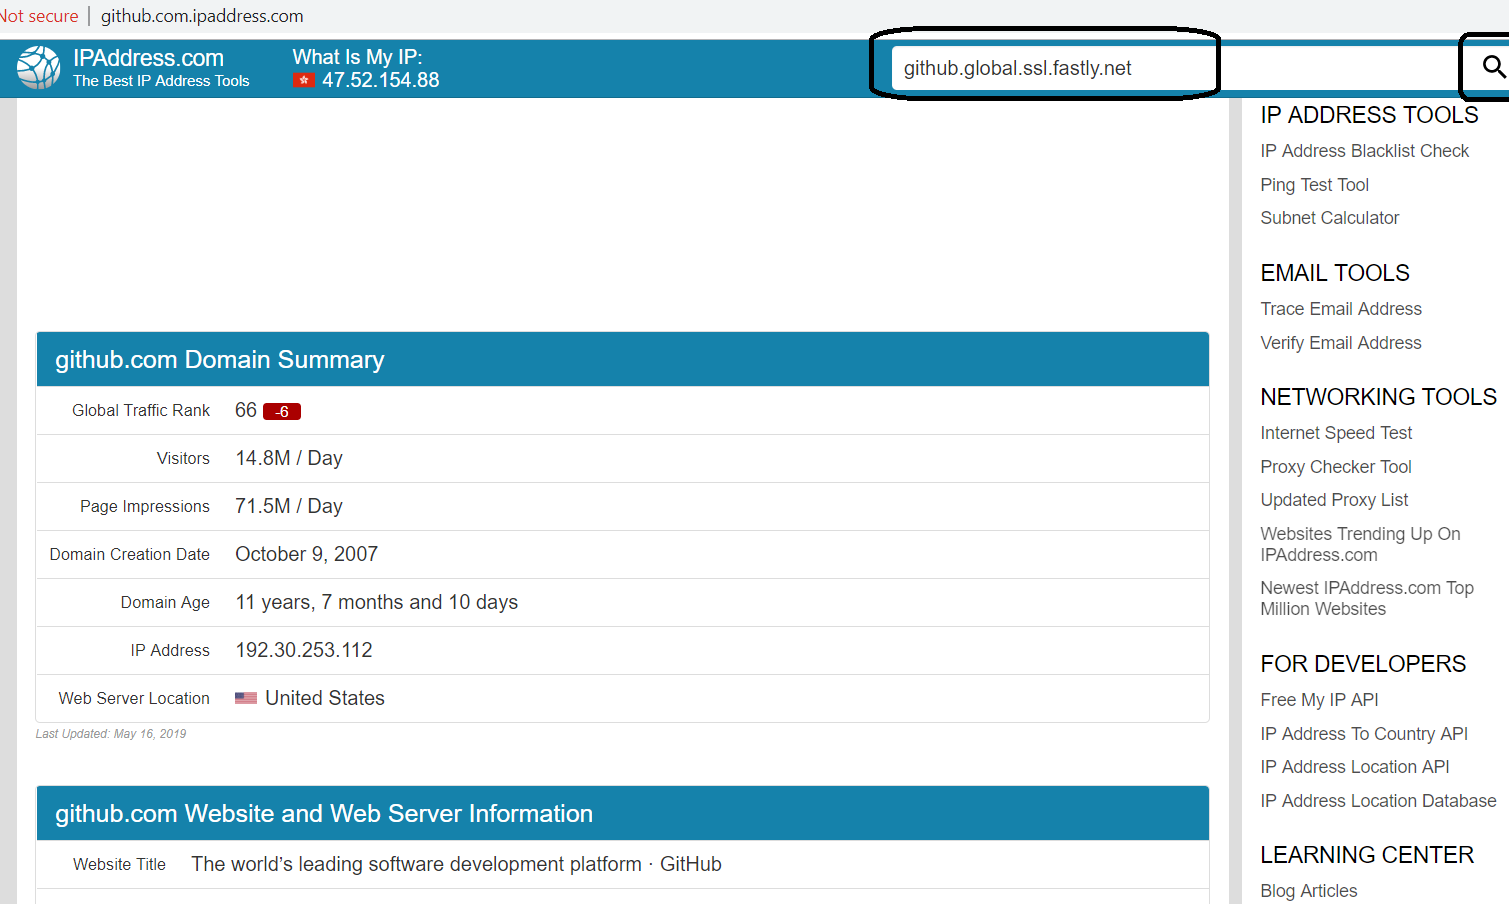 Not secure | github.com.ipaddress.com
IPAddress.com
The Best IP Address Tools
What Is My IP:
47.52.154.88
github.global.ssl.fastly.net
github.com Domain Summary
Global Traffic Rank 66 -6
Visitors 14.8M / Day
Page Impressions 71.5M / Day
Domain Creation Date October 9, 2007
Domain Age 11 years, 7 months and 10 days
IP Address 192.30.253.112
Web Server Location United States
Last Updated: May 16, 2019
github.com Website and Web Server Information
Website Title The world’s leading software development platform · GitHub
IP ADDRESS TOOLS
IP Address Blacklist Check
Ping Test Tool
Subnet Calculator
EMAIL TOOLS
Trace Email Address
Verify Email Address
NETWORKING TOOLS
Internet Speed Test
Proxy Checker Tool
Updated Proxy List
Websites Trending Up On
IPAddress.com
Newest IPAddress.com Top
Million Websites
FOR DEVELOPERS
Free My IP API
IP Address To Country API
IP Address Location API
IP Address Location Database
LEARNING CENTER
Blog Articles